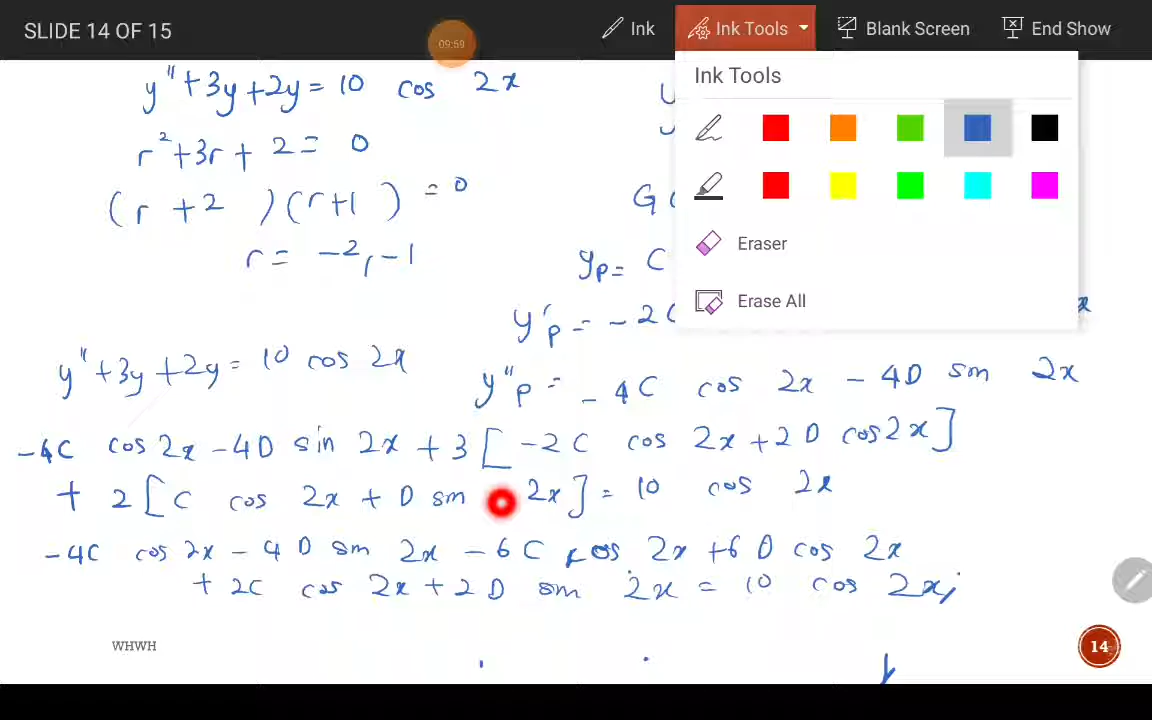 SLIDE 14 OF 15
09:59
Ink
Ink Tools
Blank Screen
End Show
Ink Tools
Eraser
Erase All
y" + 3y + 2y = 10 cos 2x
r² + 3r + 2 = 0
(r + 2)(r + 1) = 0
r = -2, -1
G
yp = C
y'p = -2C
x
y" + 3y + 2y = 10 cos 2x
y"p = -4C cos 2x - 4D sin 2x
-4C cos 2x - 4D sin 2x + 3[-2C cos 2x + 2D cos 2x]
+ 2[C cos 2x + D sin 2x] = 10 cos 2x
-4C cos 2x - 4D sin 2x - 6C cos 2x + 6D cos 2x
+ 2C cos 2x + 2D sin 2x = 10 cos 2x;
WHWH
14